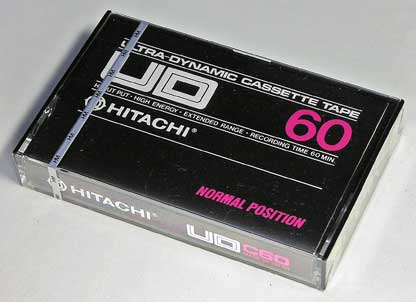 ULTRA-DYNAMIC CASSETTE TAPE
UD
OUTPUT · HIGH ENERGY · EXTENDED RANGE · RECORDING TIME 60 MIN.
60
HITACHI®
NORMAL POSITION
HITACHI
UD C60